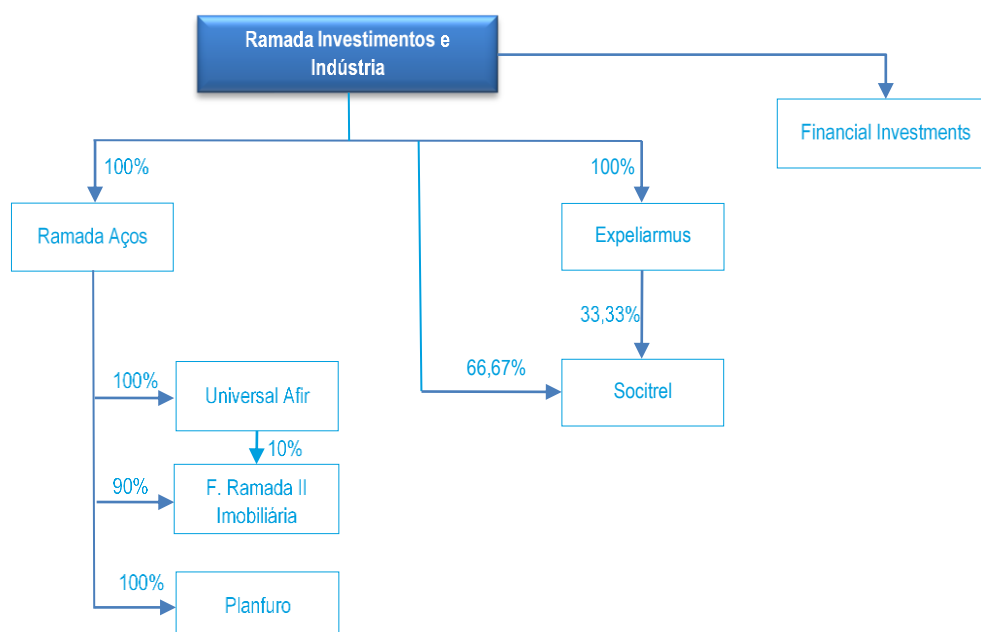 Ramada Investimentos e
Indústria
Financial Investments
100%
100%
Ramada Aços
Expeliarmus
33,33%
66,67%
Socitrel
100%
Universal Afir
10%
90%
F. Ramada II
Imobiliária
100%
Planfuro